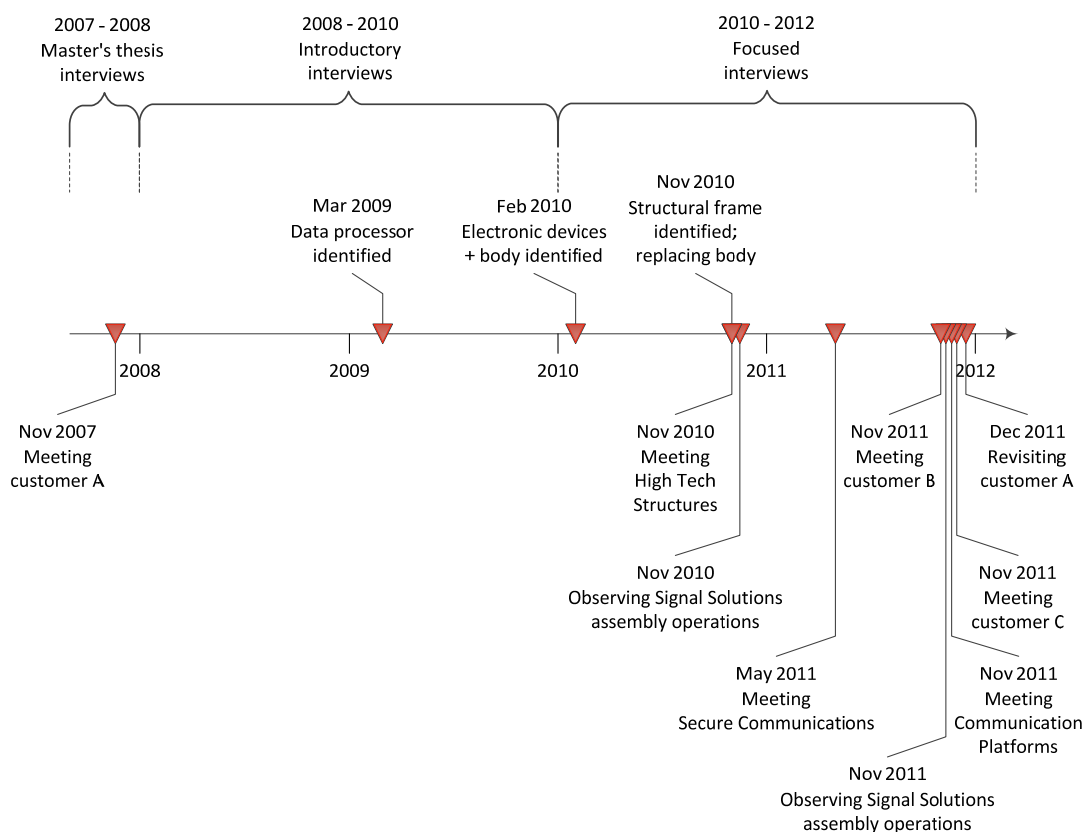 2007 - 2008
Master's thesis
interviews
2008 - 2010
Introductory
interviews
2010 - 2012
Focused
interviews
Mar 2009
Data processor
identified
Feb 2010
Electronic devices
+ body identified
Nov 2010
Structural frame
identified;
replacing body
2008
2009
2010
2011
2012
Nov 2007
Meeting
customer A
Nov 2010
Meeting
High Tech
Structures
Nov 2011
Meeting
customer B
Dec 2011
Revisiting
customer A
Nov 2010
Observing Signal Solutions
assembly operations
Nov 2011
Meeting
customer C
May 2011
Meeting
Secure Communications
Nov 2011
Meeting
Communication
Platforms
Nov 2011
Observing Signal Solutions
assembly operations